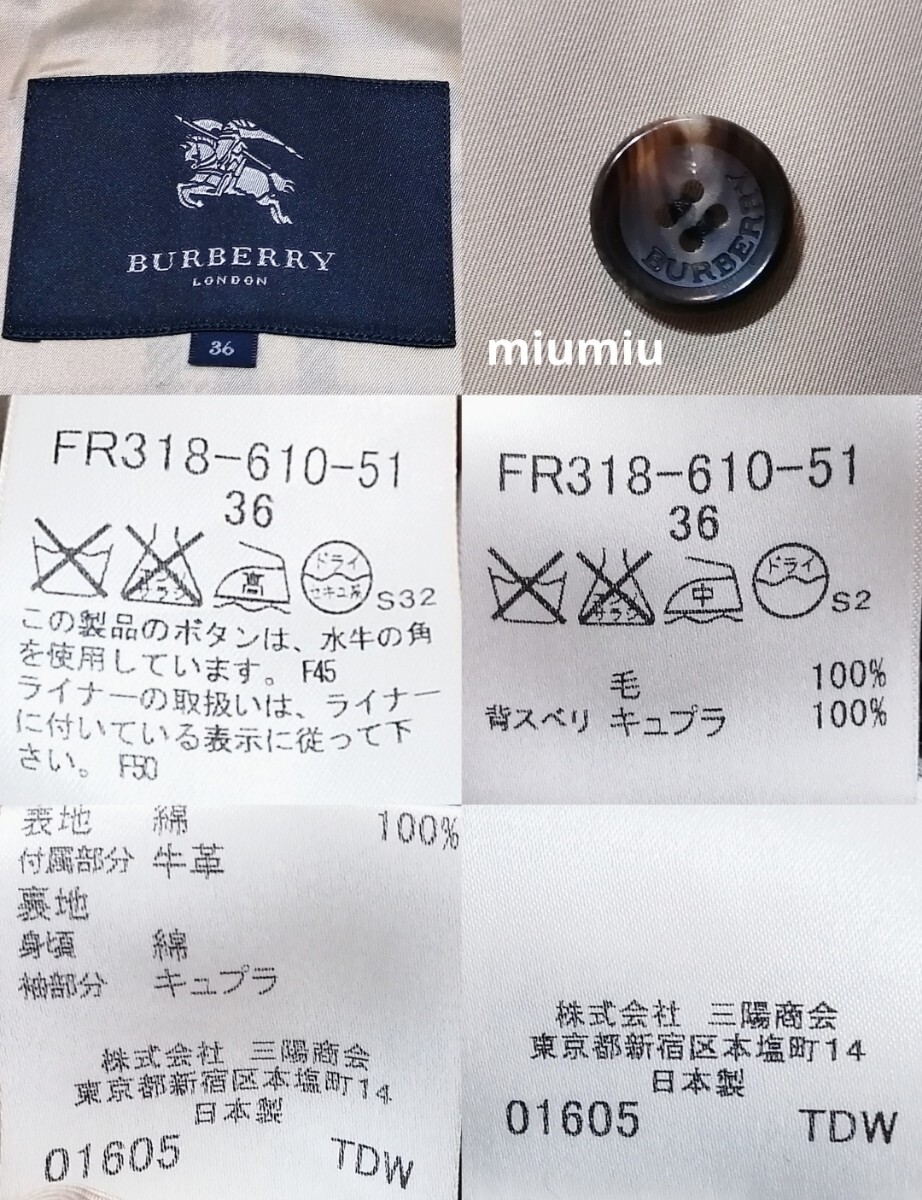 BURBERRY
LONDON
36
BURBERRY
miumiu
FR318-610-51
36
高
ドライ
セキユ系
S32
この製品のボタンは、水牛の角
を使用しています。 F45
ライナーの取扱いは、ライナー
に付いている表示に従って下
さい。 F50
FR318-610-51
36
中
ドライ
S2
毛 100%
背スベリ キュプラ 100%
表地 綿 100%
付属部分 牛革
裏地
身頃 綿
袖部分 キュプラ
株式会社 三陽商会
東京都新宿区本塩町14
日本製
01605 TDW
株式会社 三陽商会
東京都新宿区本塩町14
日本製
01605 TDW